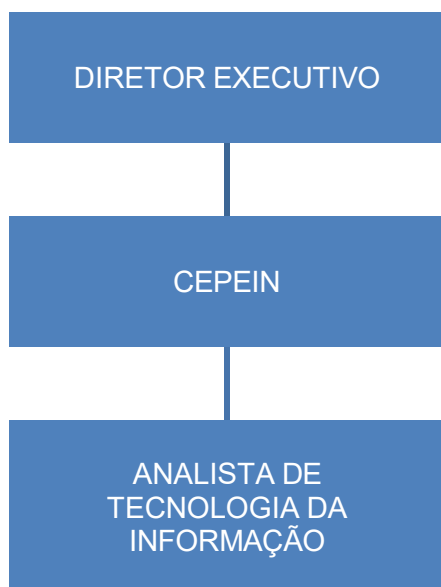 DIRETOR EXECUTIVO
CEPEIN
ANALISTA DE
TECNOLOGIA DA
INFORMAÇÃO